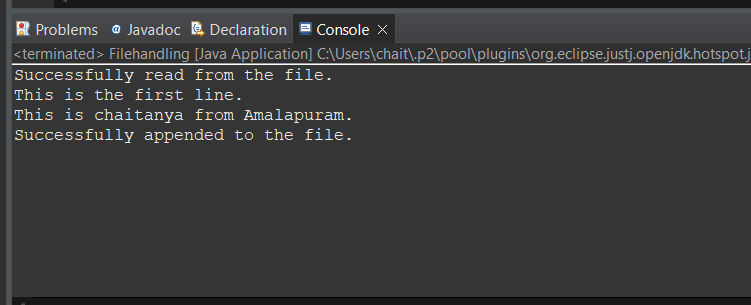 Problems @ Javadoc Declaration Console
<terminated> Filehandling [Java Application] C:\Users\chait\.p2\pool\plugins\org.eclipse.justj.openjdk.hotspot.j
Successfully read from the file.
This is the first line.
This is chaitanya from Amalapuram.
Successfully appended to the file.